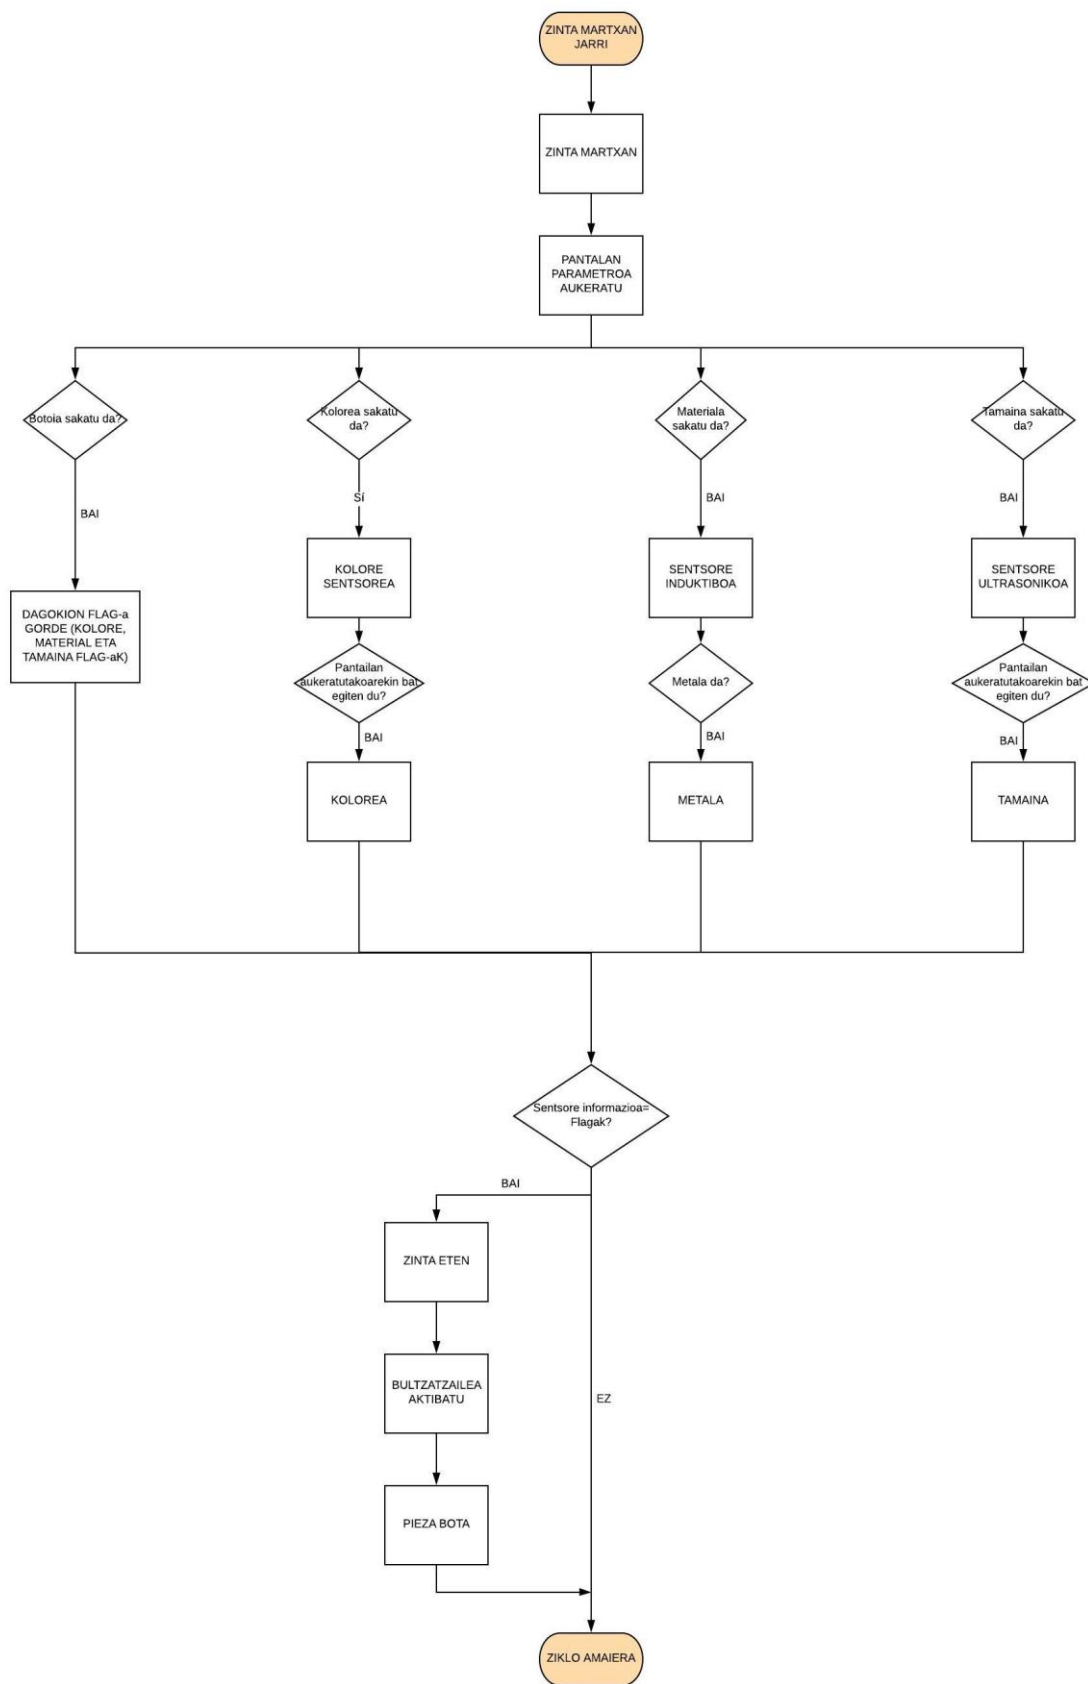 ZINTA MARTXAN
JARRI
ZINTA MARTXAN
PANTALAN
PARAMETROA
AUKERATU
Botoia sakatu da?
Kolorea sakatu
da?
Materiala
sakatu da?
Tamaina sakatu
da?
BAI
SÍ
BAI
BAI
DAGOKION FLAG-a
GORDE (KOLORE,
MATERIAL ETA
TAMAINA FLAG-aK)
KOLORE
SENTSOREA
SENTSORE
INDUKTIBOA
SENTSORE
ULTRASONIKOA
Pantailan
aukeratutakoarekin bat
egiten du?
Metala da?
Pantailan
aukeratutakoarekin bat
egiten du?
BAI
BAI
BAI
KOLOREA
METALA
TAMAINA
Sentsore informazioa=
Flagak?
BAI
ZINTA ETEN
BULTZATZAILEA
AKTIBATU
EZ
PIEZA BOTA
ZIKLO AMAIERA